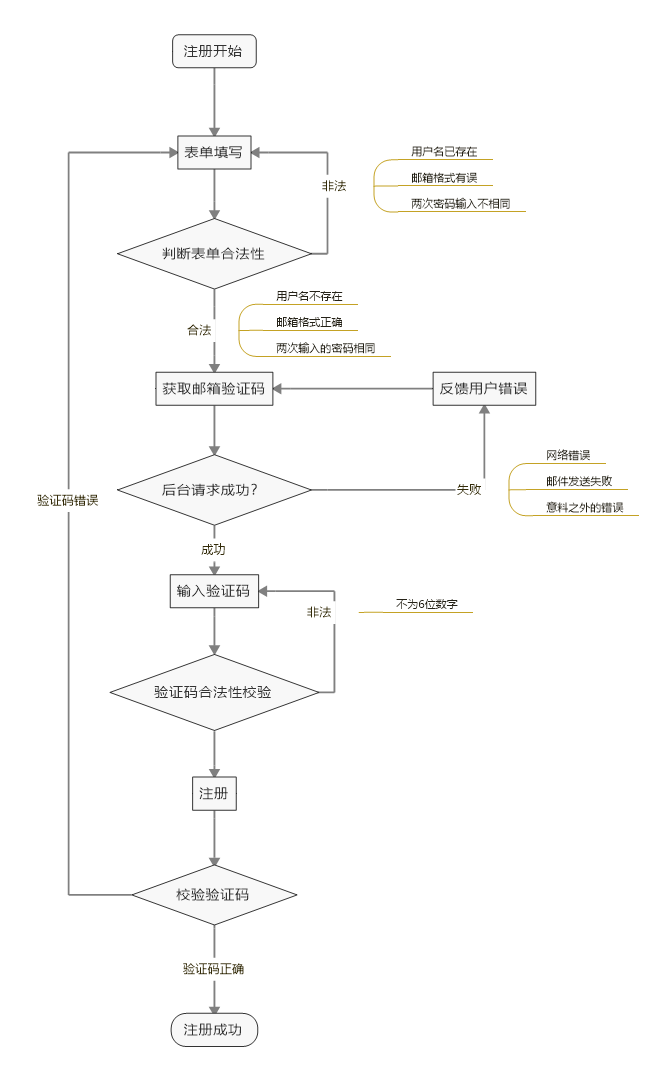 注册开始
表单填写
非法
用户名已存在
邮箱格式有误
两次密码输入不相同
判断表单合法性
合法
用户名不存在
邮箱格式正确
两次输入的密码相同
获取邮箱验证码
反馈用户错误
后台请求成功?
失败
网络错误
邮件发送失败
意料之外的错误
验证码错误
成功
输入验证码
非法
不为6位数字
验证码合法性校验
注册
校验验证码
验证码正确
注册成功